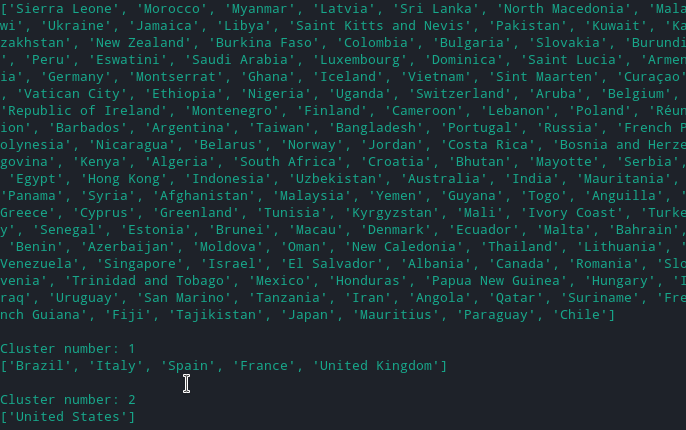 ['Sierra Leone', 'Morocco', 'Myanmar', 'Latvia', 'Sri Lanka', 'North Macedonia', 'Mala
wi', 'Ukraine', 'Jamaica', 'Libya', 'Saint Kitts and Nevis', 'Pakistan', 'Kuwait', 'Ka
zakhstan', 'New Zealand', 'Burkina Faso', 'Colombia', 'Bulgaria', 'Slovakia', 'Burundi
', 'Peru', 'Eswatini', 'Saudi Arabia', 'Luxembourg', 'Dominica', 'Saint Lucia', 'Armen
ia', 'Germany', 'Montserrat', 'Ghana', 'Iceland', 'Vietnam', 'Sint Maarten', 'Curaçao'
, 'Vatican City', 'Ethiopia', 'Nigeria', 'Uganda', 'Switzerland', 'Aruba', 'Belgium',
'Republic of Ireland', 'Montenegro', 'Finland', 'Cameroon', 'Lebanon', 'Poland', 'Réun
ion', 'Barbados', 'Argentina', 'Taiwan', 'Bangladesh', 'Portugal', 'Russia', 'French P
olynesia', 'Nicaragua', 'Belarus', 'Norway', 'Jordan', 'Costa Rica', 'Bosnia and Herze
govina', 'Kenya', 'Algeria', 'South Africa', 'Croatia', 'Bhutan', 'Mayotte', 'Serbia',
'Egypt', 'Hong Kong', 'Indonesia', 'Uzbekistan', 'Australia', 'India', 'Mauritania',
'Panama', 'Syria', 'Afghanistan', 'Malaysia', 'Yemen', 'Guyana', 'Togo', 'Anguilla', '
Greece', 'Cyprus', 'Greenland', 'Tunisia', 'Kyrgyzstan', 'Mali', 'Ivory Coast', 'Turke
y', 'Senegal', 'Estonia', 'Brunei', 'Macau', 'Denmark', 'Ecuador', 'Malta', 'Bahrain',
'Benin', 'Azerbaijan', 'Moldova', 'Oman', 'New Caledonia', 'Thailand', 'Lithuania', '
Venezuela', 'Singapore', 'Israel', 'El Salvador', 'Albania', 'Canada', 'Romania', 'Slo
venia', 'Trinidad and Tobago', 'Mexico', 'Honduras', 'Papua New Guinea', 'Hungary', 'I
raq', 'Uruguay', 'San Marino', 'Tanzania', 'Iran', 'Angola', 'Qatar', 'Suriname', 'Fre
nch Guiana', 'Fiji', 'Tajikistan', 'Japan', 'Mauritius', 'Paraguay', 'Chile']
Cluster number: 1
['Brazil', 'Italy', 'Spain', 'France', 'United Kingdom']
Cluster number: 2
['United States']